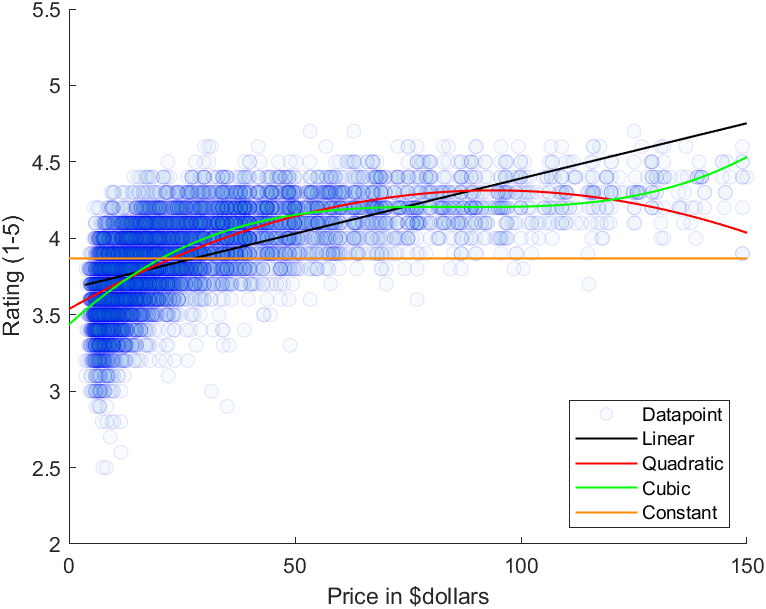 5.5
5
4.5
4
3.5
3
2.5
2
Rating (1-5)
0
50
100
150
Price in $dollars
Datapoint
Linear
Quadratic
Cubic
Constant